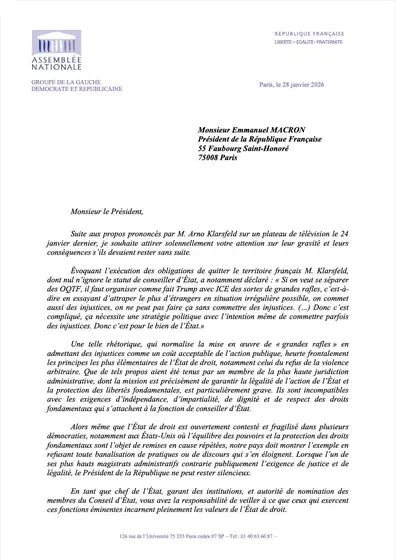 RÉPUBLIQUE FRANÇAISE
LIBERTÉ – ÉGALITÉ – FRATERNITÉ
ASSEMBLÉE
NATIONALE
GROUPE DE LA GAUCHE
DEMOCRATE ET REPUBLICAINE
Paris, le 28 janvier 2026
Monsieur Emmanuel MACRON
Président de la République Française
55 Faubourg Saint-Honoré
75008 Paris
Monsieur le Président,
Suite aux propos prononcés par M. Arno Klarsfeld sur un plateau de télévision le 24
janvier dernier, je souhaite attirer solennellement votre attention sur leur gravité et leurs
conséquences s'ils devaient rester sans suite.
Évoquant l'exécution des obligations de quitter le territoire français M. Klarsfeld,
dont nul n'ignore le statut de conseiller d'État, a notamment déclaré : « Si on veut se séparer
des OQTF, il faut organiser comme fait Trump avec ICE des sortes de grandes rafles, c'est-à-
dire en essayant d'attraper le plus d'étrangers en situation irrégulière possible, on commet
aussi des injustices, on ne peut pas faire ça sans commettre des injustices. (…) Donc c'est
compliqué, ça nécessite une stratégie politique avec l'intention même de commettre parfois
des injustices. Donc c'est pour le bien de l'État.»
Une telle rhétorique, qui normalise la mise en œuvre de « grandes rafles » en
admettant des injustices comme un coût acceptable de l'action publique, heurte frontalement
les principes les plus élémentaires de l'État de droit, notamment celui du refus de la violence
arbitraire. Que de tels propos aient été tenus par un membre de la plus haute juridiction
administrative, dont la mission est précisément de garantir la légalité de l'action de l'État et
la protection des libertés fondamentales, est particulièrement grave. Ils sont incompatibles
avec les exigences d'indépendance, d'impartialité, de dignité et de respect des droits
fondamentaux qui s'attachent à la fonction de conseiller d'État.
Alors même que l'État de droit est ouvertement contesté et fragilisé dans plusieurs
démocraties, notamment aux États-Unis où l'équilibre des pouvoirs et la protection des droits
fondamentaux sont l'objet de remises en cause répétées, notre pays doit montrer l'exemple en
refusant toute banalisation de pratiques ou de discours qui s'en éloignent. Lorsque l'un de
ses plus hauts magistrats administratifs contrarie publiquement l'exigence de justice et de
légalité, le Président de la République ne peut rester silencieux.
En tant que chef de l'État, garant des institutions, et autorité de nomination des
membres du Conseil d'État, vous avez la responsabilité de veiller à ce que ceux qui exercent
ces fonctions éminentes incarnent pleinement les valeurs de l'État de droit.
126 rue de l'Université 75 355 Paris cedex 07 SP – Tél : 01 40 63 60 87 –